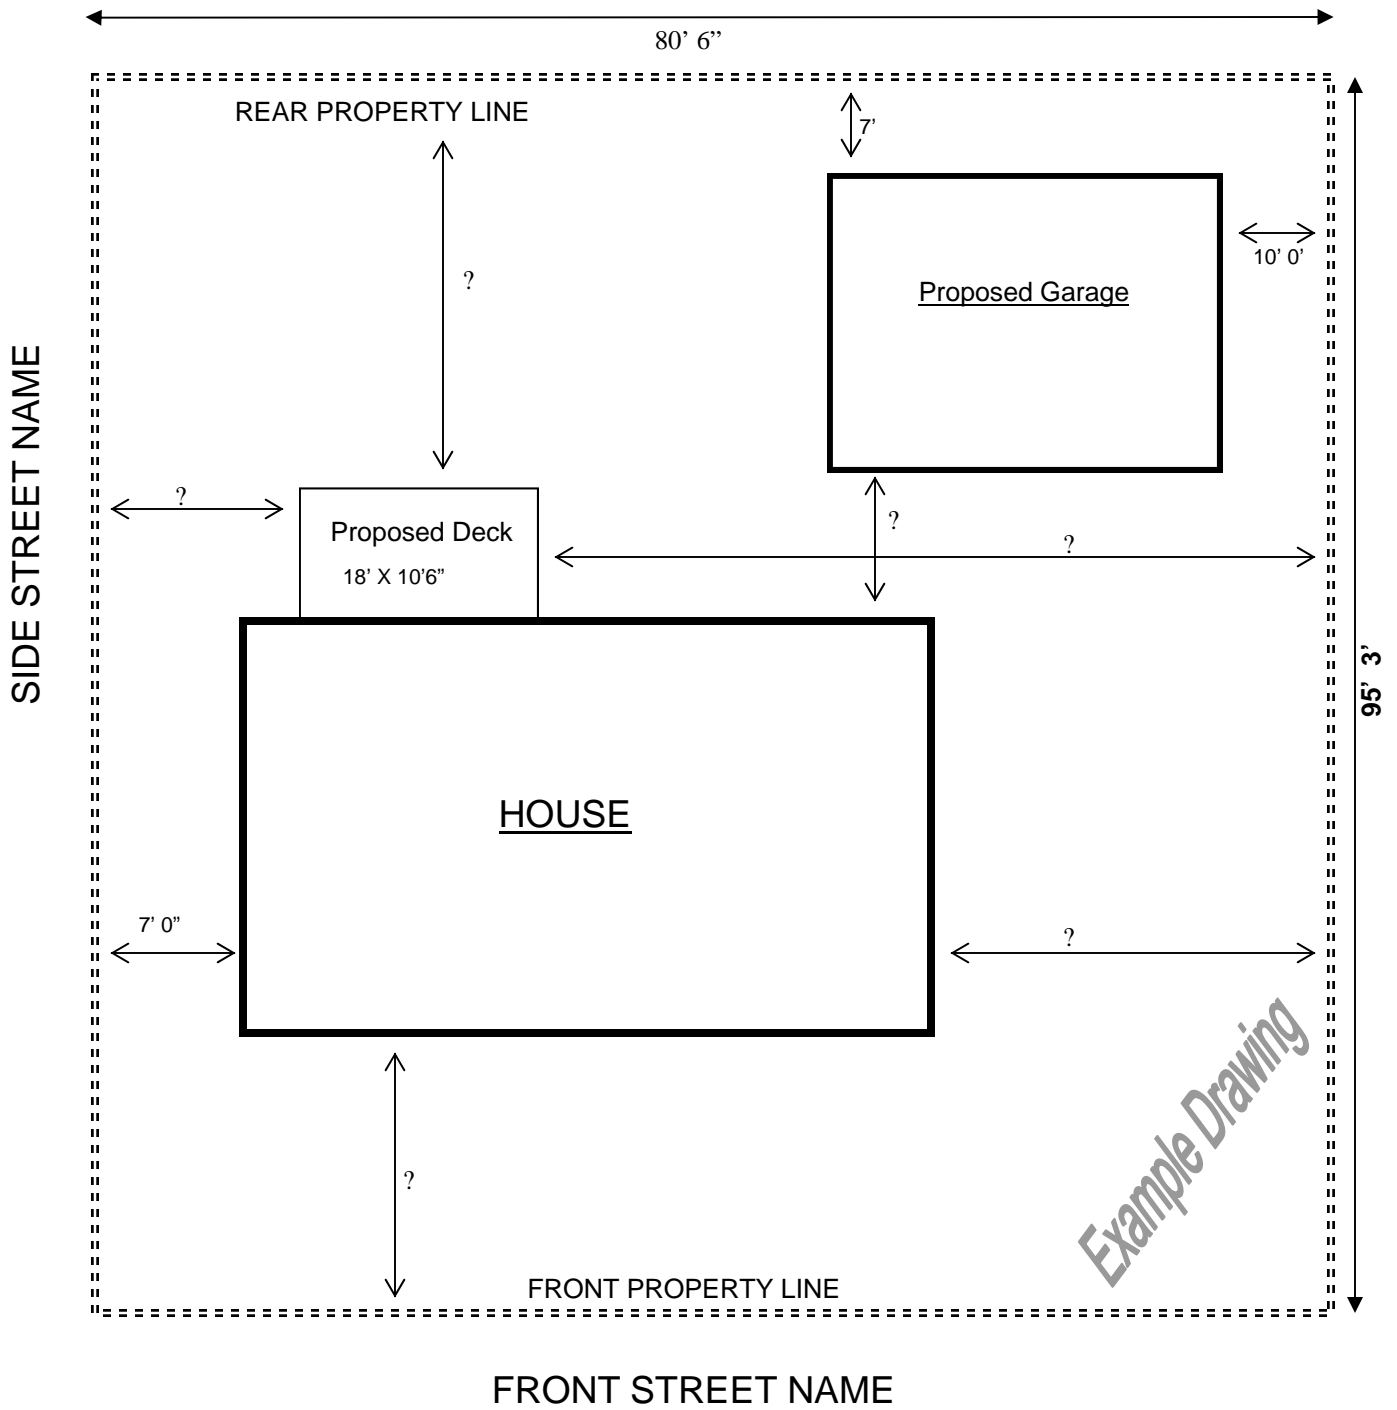 80’ 6”
REAR PROPERTY LINE
7’
10’ 0’
?
Proposed Garage
SIDE STREET NAME
?
?
?
Proposed Deck
18’ X 10’6”
95’ 3’
HOUSE
7’ 0”
?
?
Example Drawing
FRONT PROPERTY LINE
FRONT STREET NAME